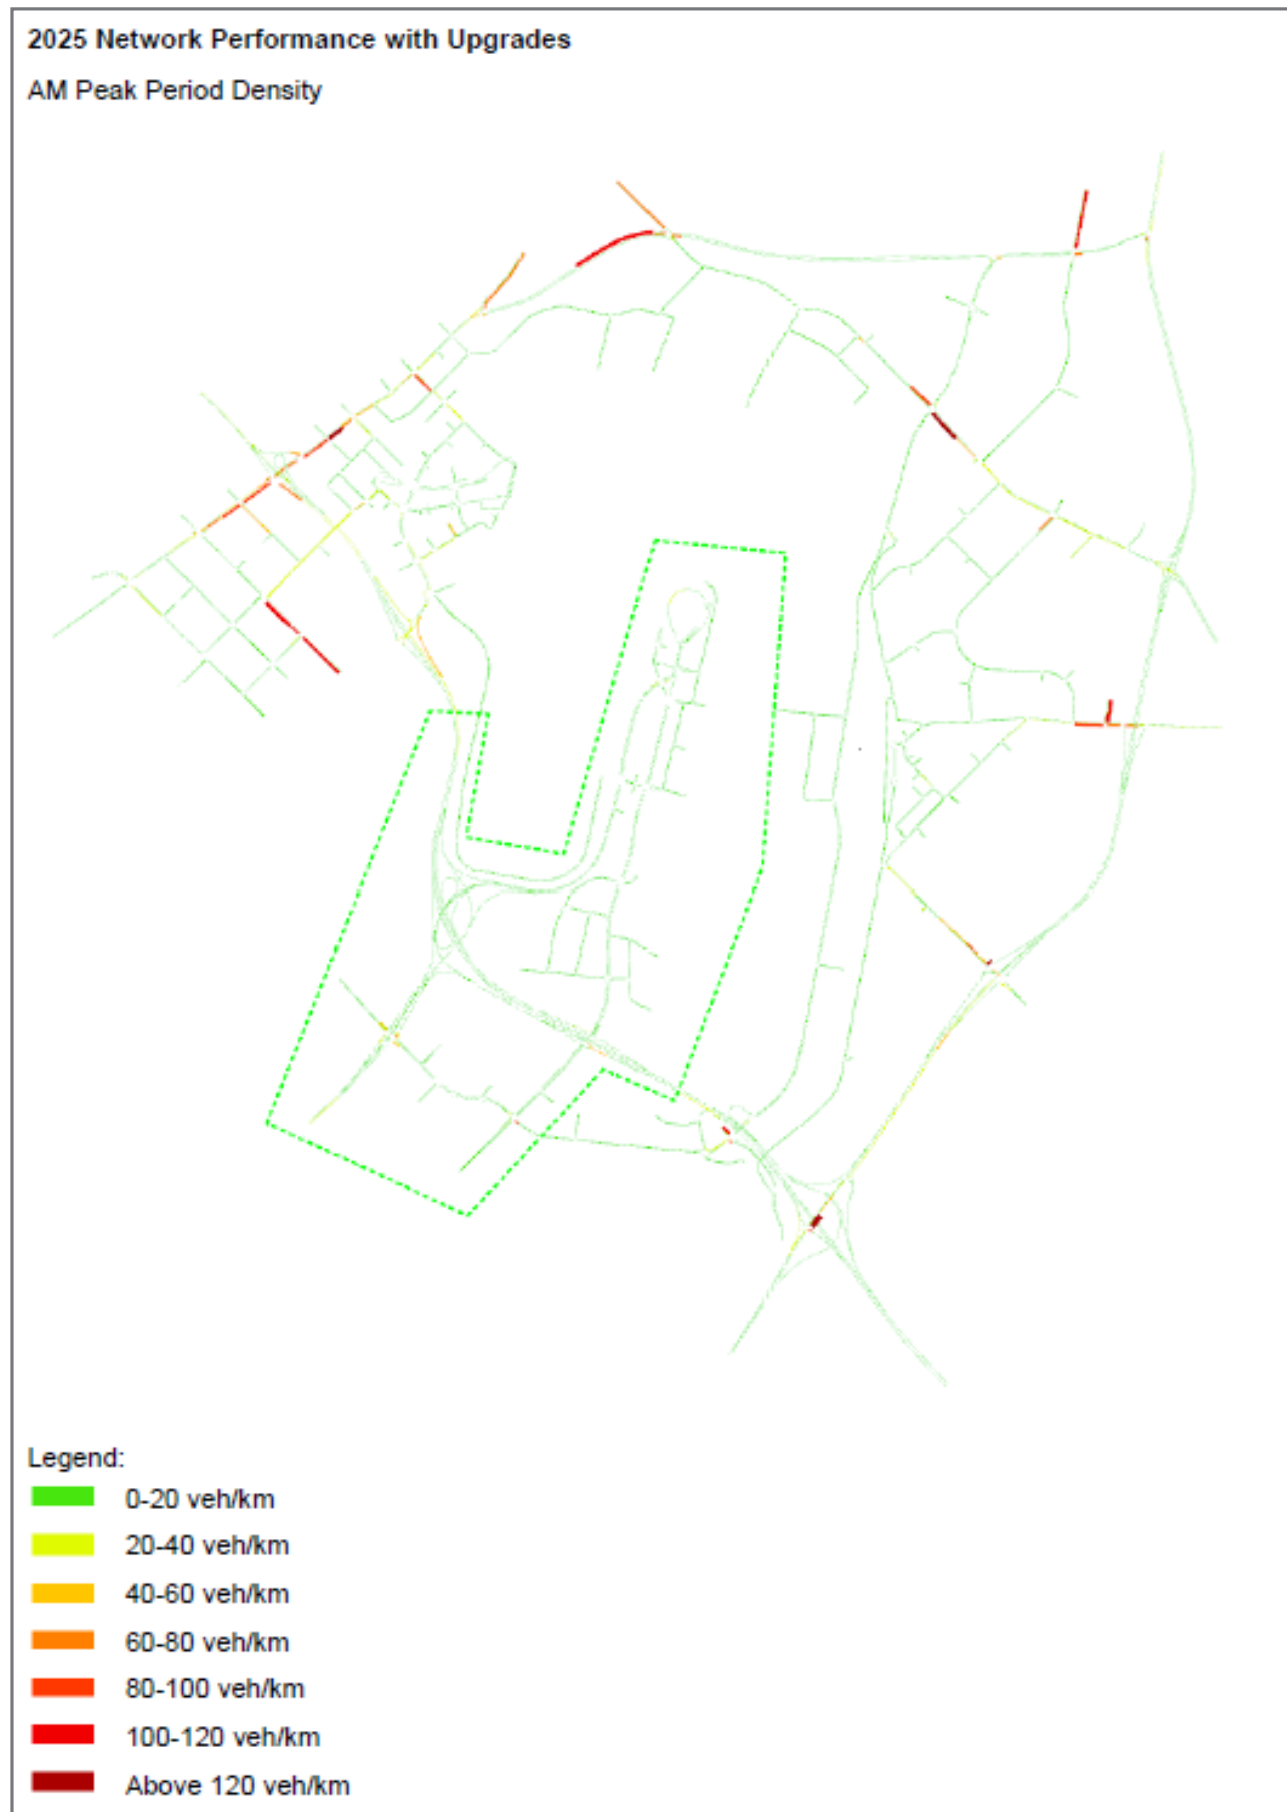 2025 Network Performance with Upgrades
AM Peak Period Density
Legend:
0-20 veh/km
20-40 veh/km
40-60 veh/km
60-80 veh/km
80-100 veh/km
100-120 veh/km
Above 120 veh/km